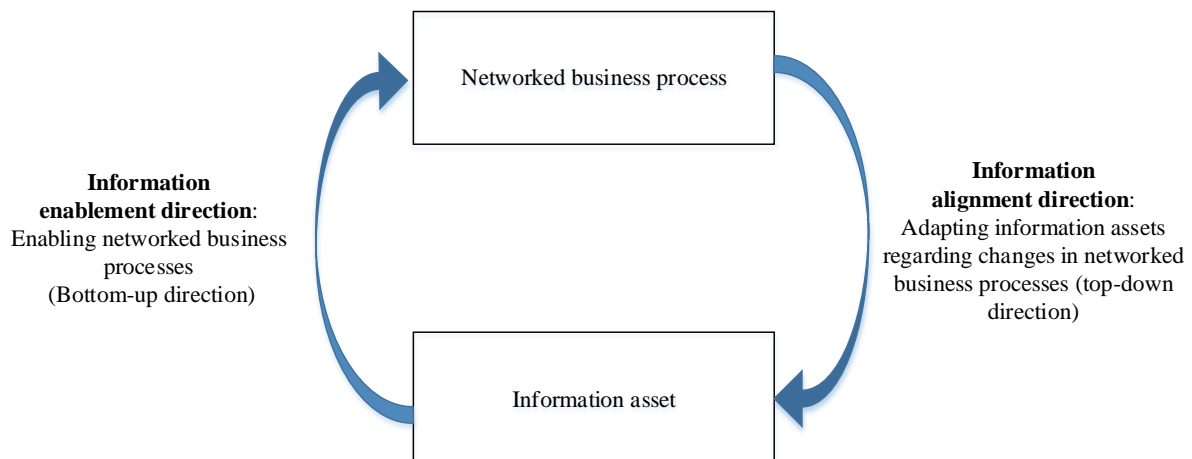 Networked business process
Information
enablement direction:
Enabling networked business
processes
(Bottom-up direction)
Information
alignment direction:
Adapting information assets
regarding changes in networked
business processes (top-down
direction)
Information asset